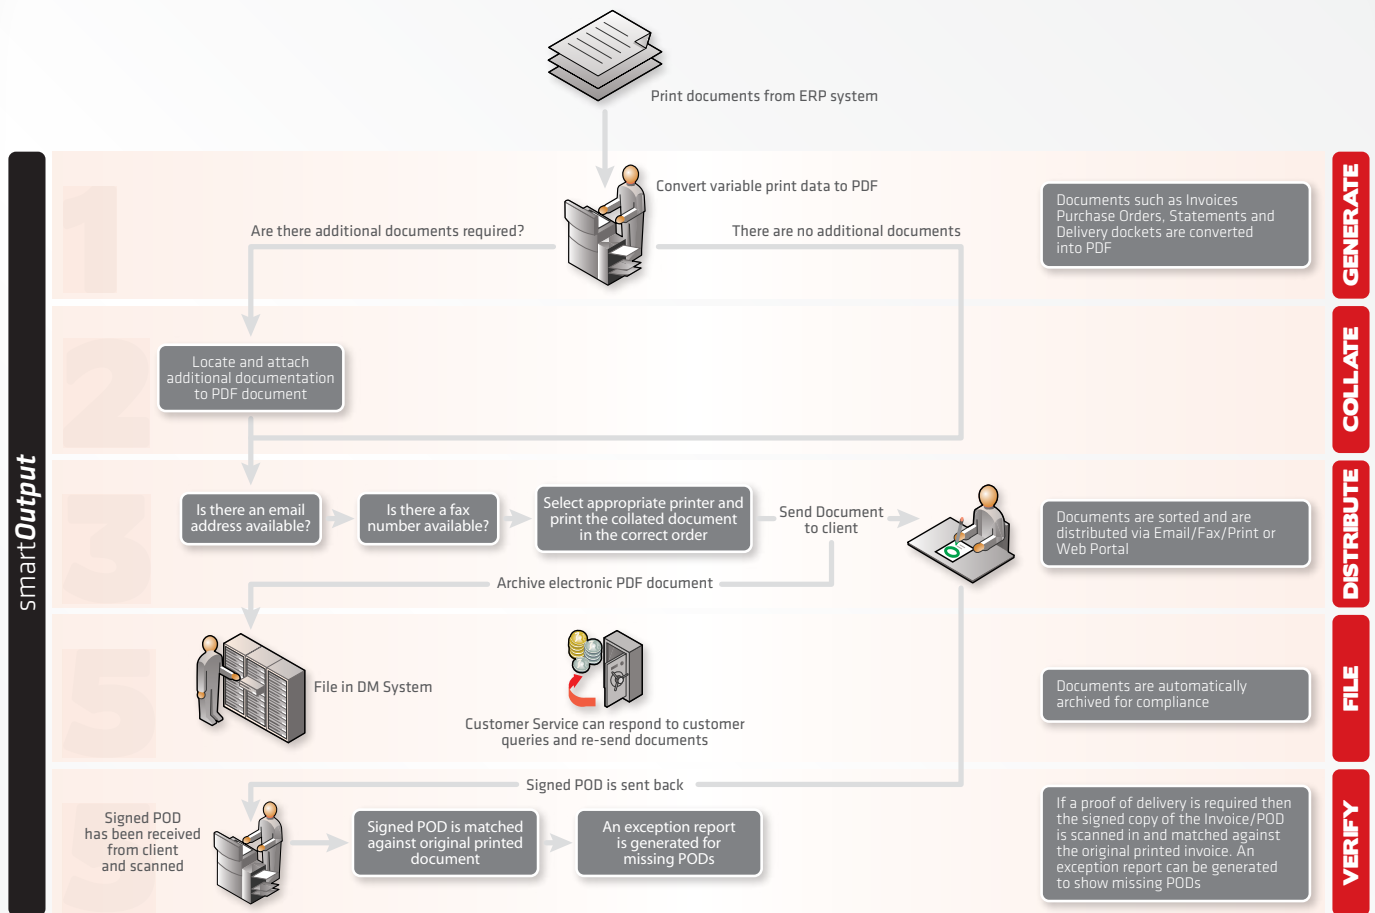 Print documents from ERP system
smartOutput
1
Convert variable print data to PDF
Are there additional documents required?
There are no additional documents
Documents such as Invoices
Purchase Orders, Statements and
Delivery dockets are converted
into PDF
GENERATE
2
Locate and attach
additional documentation
to PDF document
COLLATE
3
Is there an email
address available?
Is there a fax
number available?
Select appropriate printer and
print the collated document
in the correct order
Send Document
to client
Documents are sorted and are
distributed via Email/Fax/Print or
Web Portal
Archive electronic PDF document
DISTRIBUTE
5
File in DM System
Customer Service can respond to customer
queries and re-send documents
Documents are automatically
archived for compliance
FILE
Signed POD is sent back
5
Signed POD
has been received
from client
and scanned
Signed POD is matched
against original printed
document
An exception report
is generated for
missing PODs
If a proof of delivery is required then
the signed copy of the Invoice/POD
is scanned in and matched against
the original printed invoice. An
exception report can be generated
to show missing PODs
VERIFY